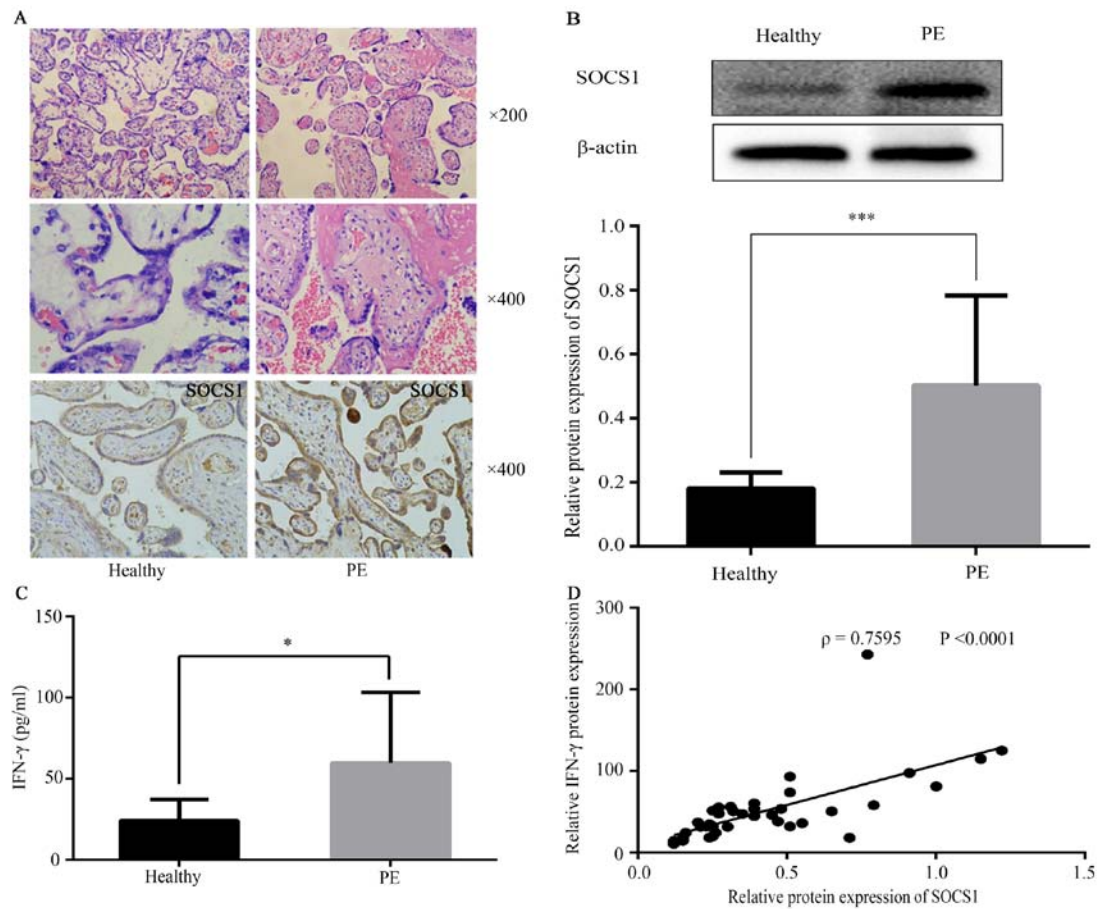 A
×200
×400
SOCS1 SOCS1
×400
Healthy PE
B
Healthy PE
SOCS1
β-actin
***
Relative protein expression of SOCS1
1.0
0.8
0.6
0.4
0.2
0.0
Healthy PE
C
*
IFN-γ (pg/ml)
150
100
50
0
Healthy PE
D
ρ = 0.7595 P <0.0001
Relative IFN-γ protein expression
300
200
100
0
0.0 0.5 1.0 1.5
Relative protein expression of SOCS1